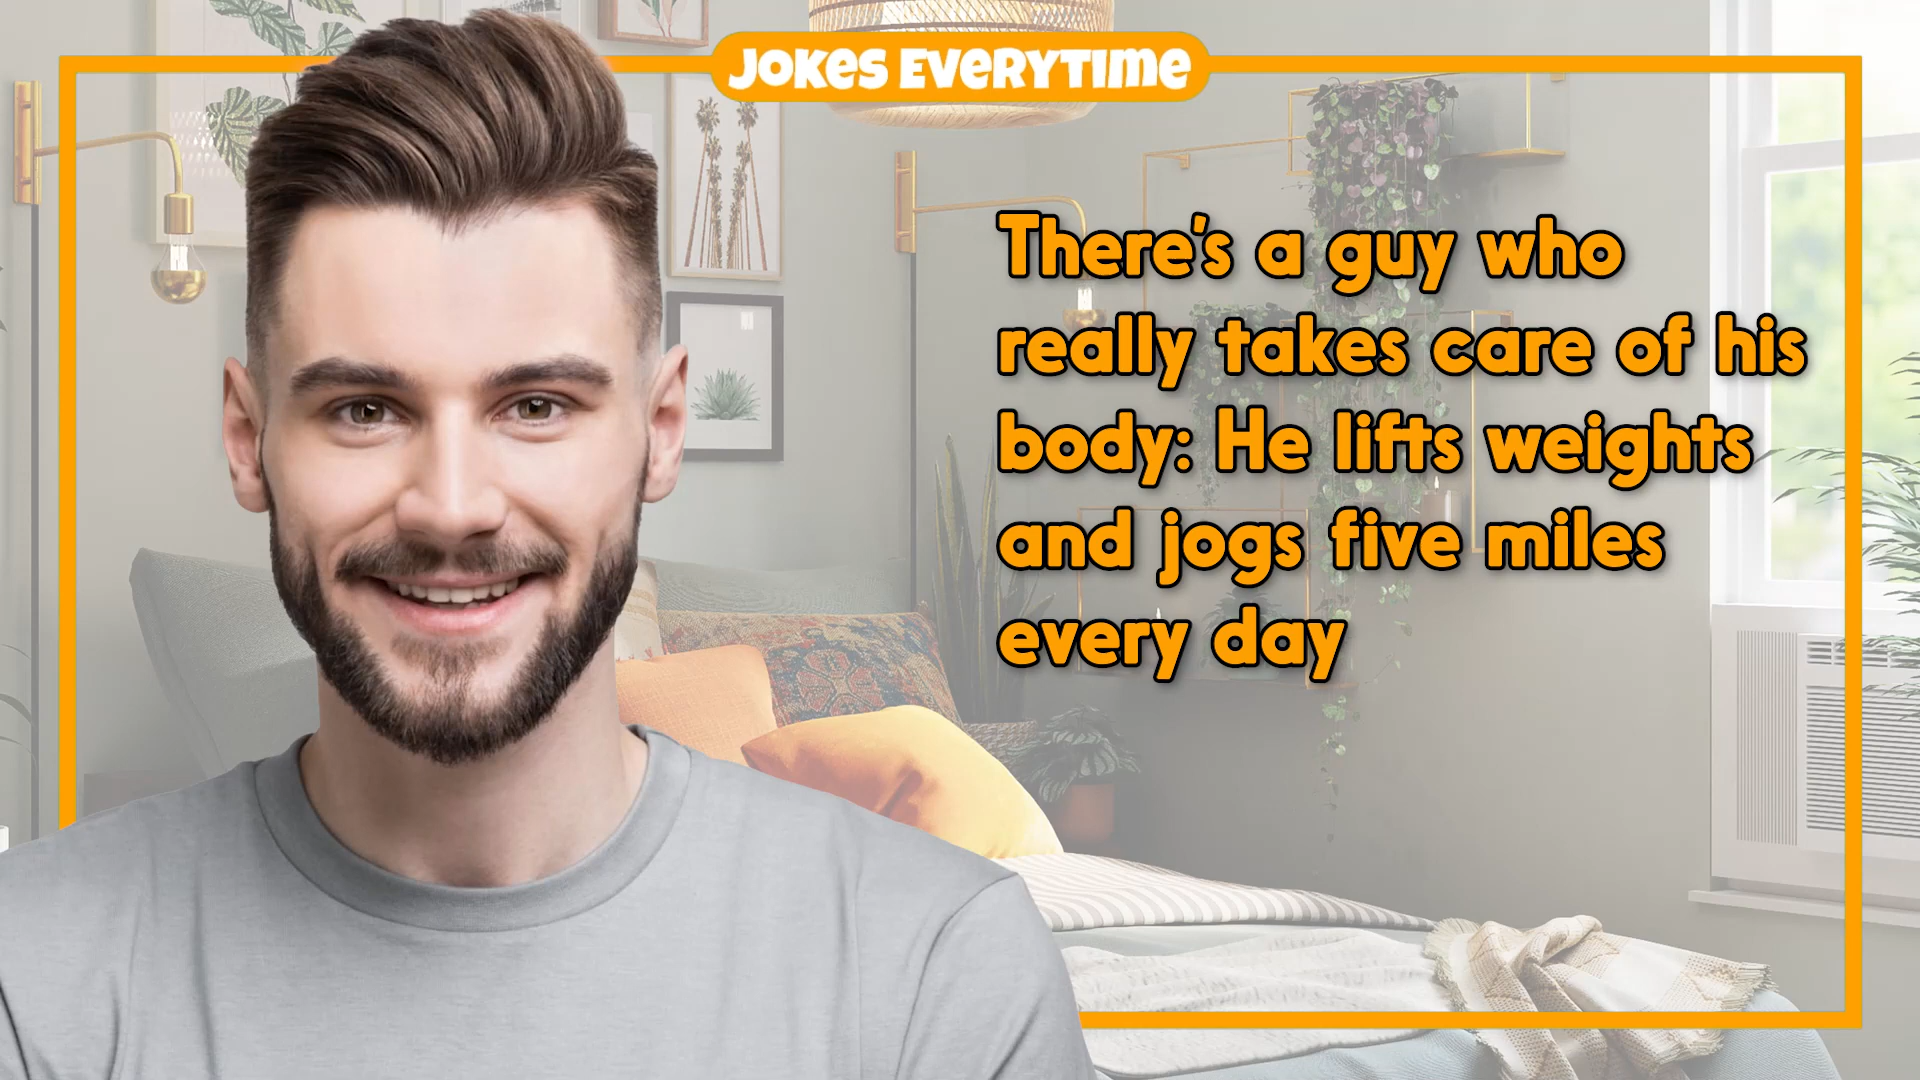 JOKES EVERYTIME
There's a guy who
really takes care of his
body: He lifts weights
and jogs five miles
every day